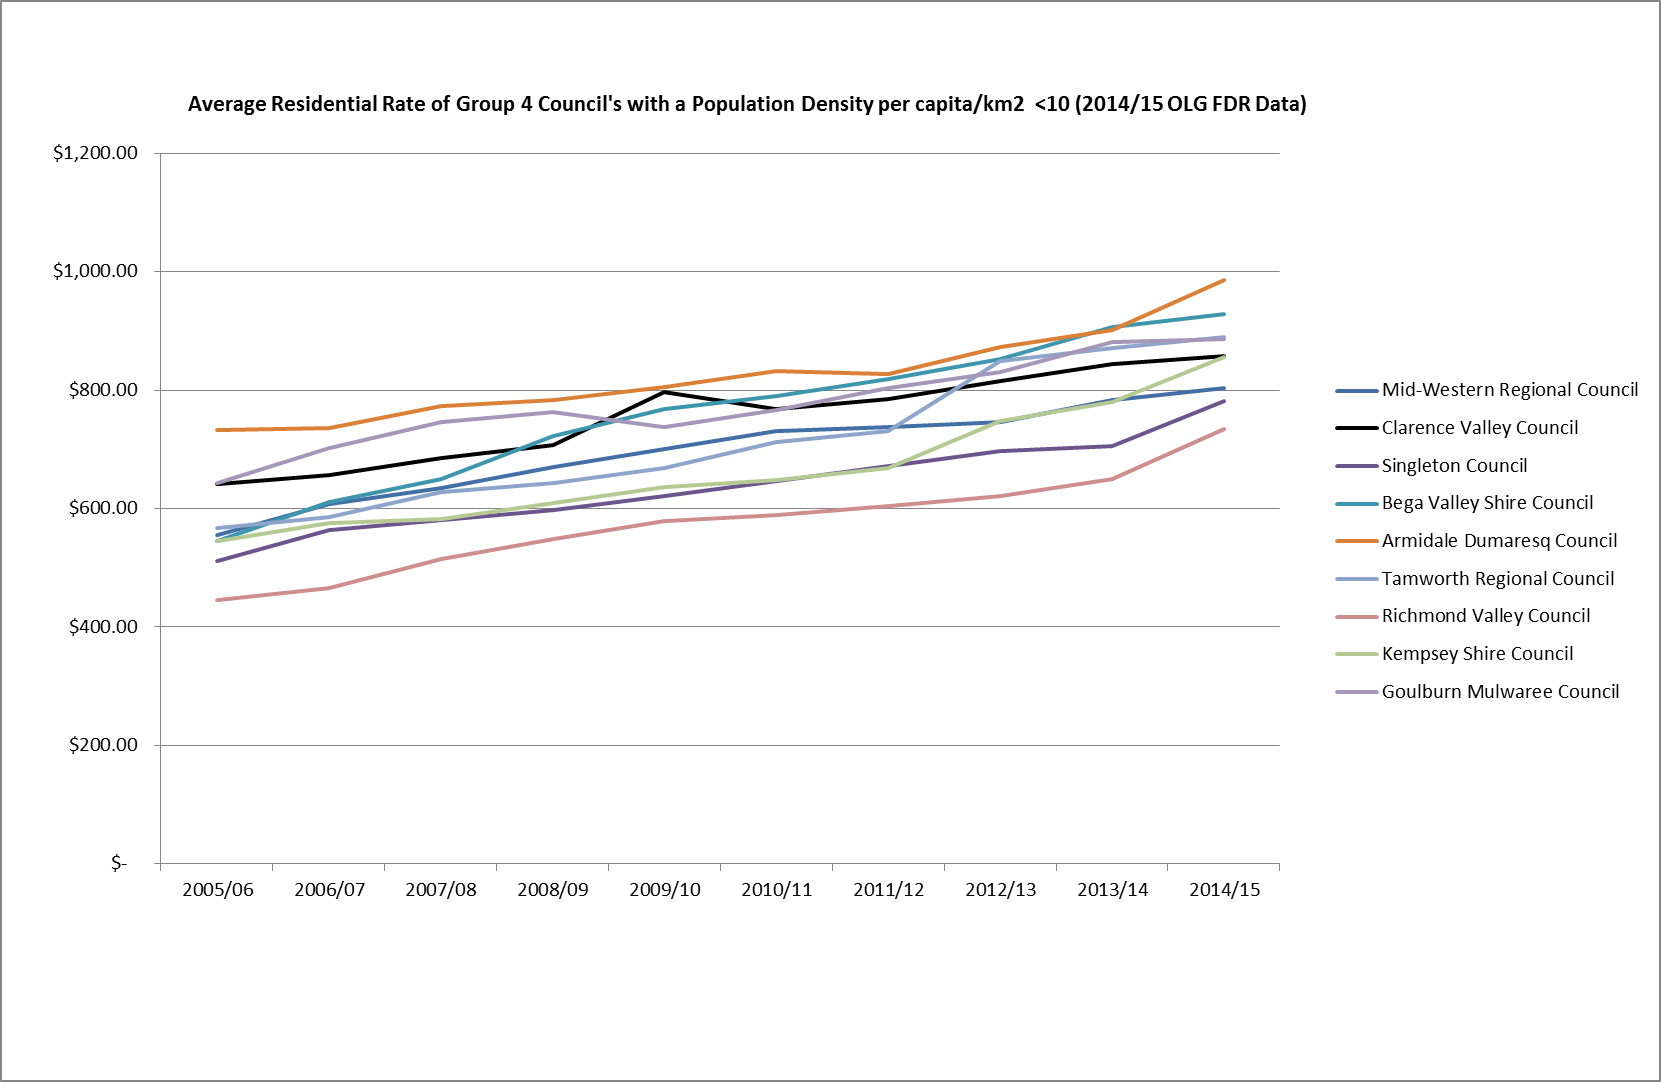 Average Residential Rate of Group 4 Council's with a Population Density per capita/km2  <10 (2014/15 OLG FDR Data)
$1,200.00
$1,000.00
$800.00
$600.00
$400.00
$200.00
$-
2005/06 2006/07 2007/08 2008/09 2009/10 2010/11 2011/12 2012/13 2013/14 2014/15
Mid-Western Regional Council
Clarence Valley Council
Singleton Council
Bega Valley Shire Council
Armidale Dumaresq Council
Tamworth Regional Council
Richmond Valley Council
Kempsey Shire Council
Goulburn Mulwaree Council